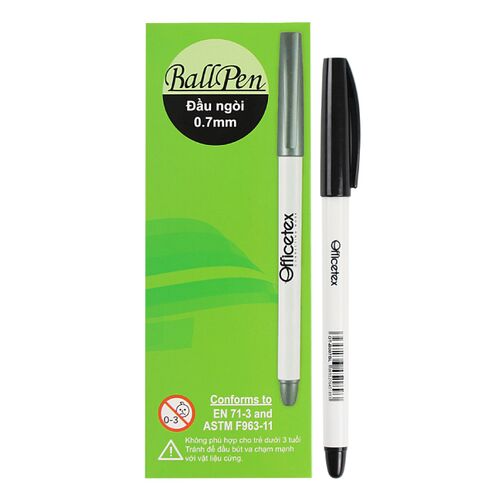 BallPen
Đầu ngòi
0.7mm
Officetex
Officetex
Conforms to
EN 71-3 and
ASTM F963-11
0-3
Không phù hợp cho trẻ dưới 3 tuổi
Tránh để đầu bút va chạm mạnh
với vật liệu cứng.